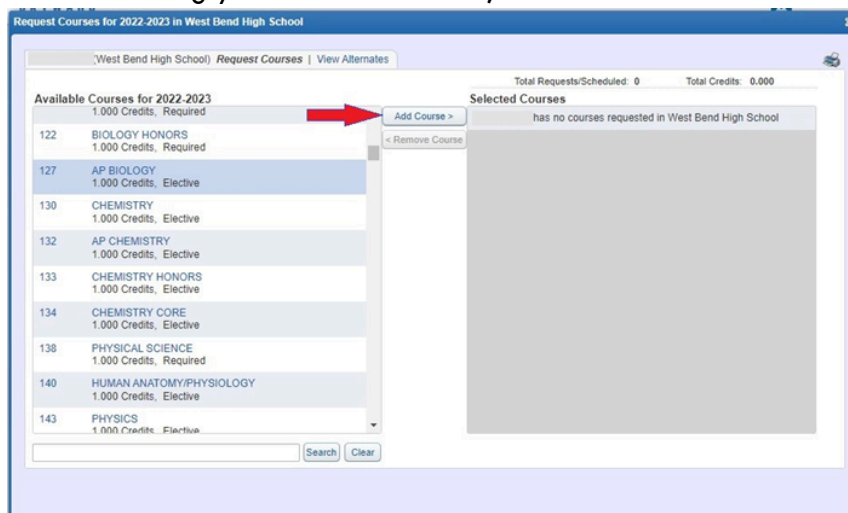 Request Courses for 2022-2023 in West Bend High School
(West Bend High School) Request Courses | View Alternates
Total Requests/Scheduled: 0 Total Credits: 0.000
Available Courses for 2022-2023
Selected Courses
1.000 Credits, Required
Add Course >
has no courses requested in West Bend High School
122 BIOLOGY HONORS
1.000 Credits, Required
< Remove Course
127 AP BIOLOGY
1.000 Credits, Elective
130 CHEMISTRY
1.000 Credits, Elective
132 AP CHEMISTRY
1.000 Credits, Elective
133 CHEMISTRY HONORS
1.000 Credits, Elective
134 CHEMISTRY CORE
1.000 Credits, Elective
138 PHYSICAL SCIENCE
1.000 Credits, Required
140 HUMAN ANATOMY/PHYSIOLOGY
1.000 Credits, Elective
143 PHYSICS
1.000 Credits, Elective
Search Clear